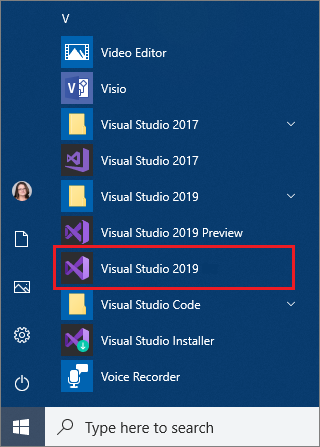 V
Video Editor
Visio
Visual Studio 2017
Visual Studio 2017
Visual Studio 2019
Visual Studio 2019 Preview
Visual Studio 2019
Visual Studio Code
Visual Studio Installer
Voice Recorder
Type here to search